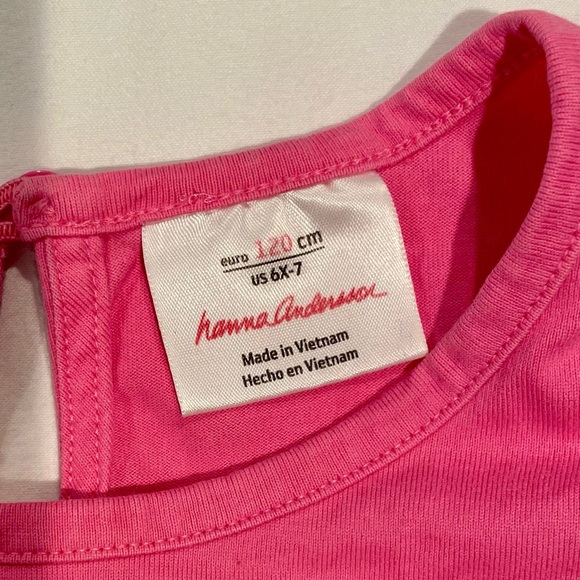 euro 120 cm
US 6X-7
hanna Andersson
Made in Vietnam
Hecho en Vietnam